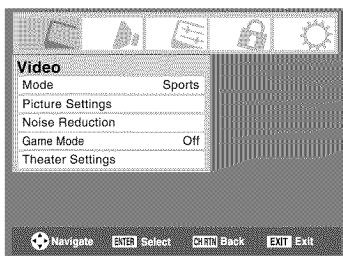 Video
Mode Sports
Picture Settings
Noise Reduction
Game Mode Off
Theater Settings
Navigate ENTER Select CH RTN Back EXIT Exit